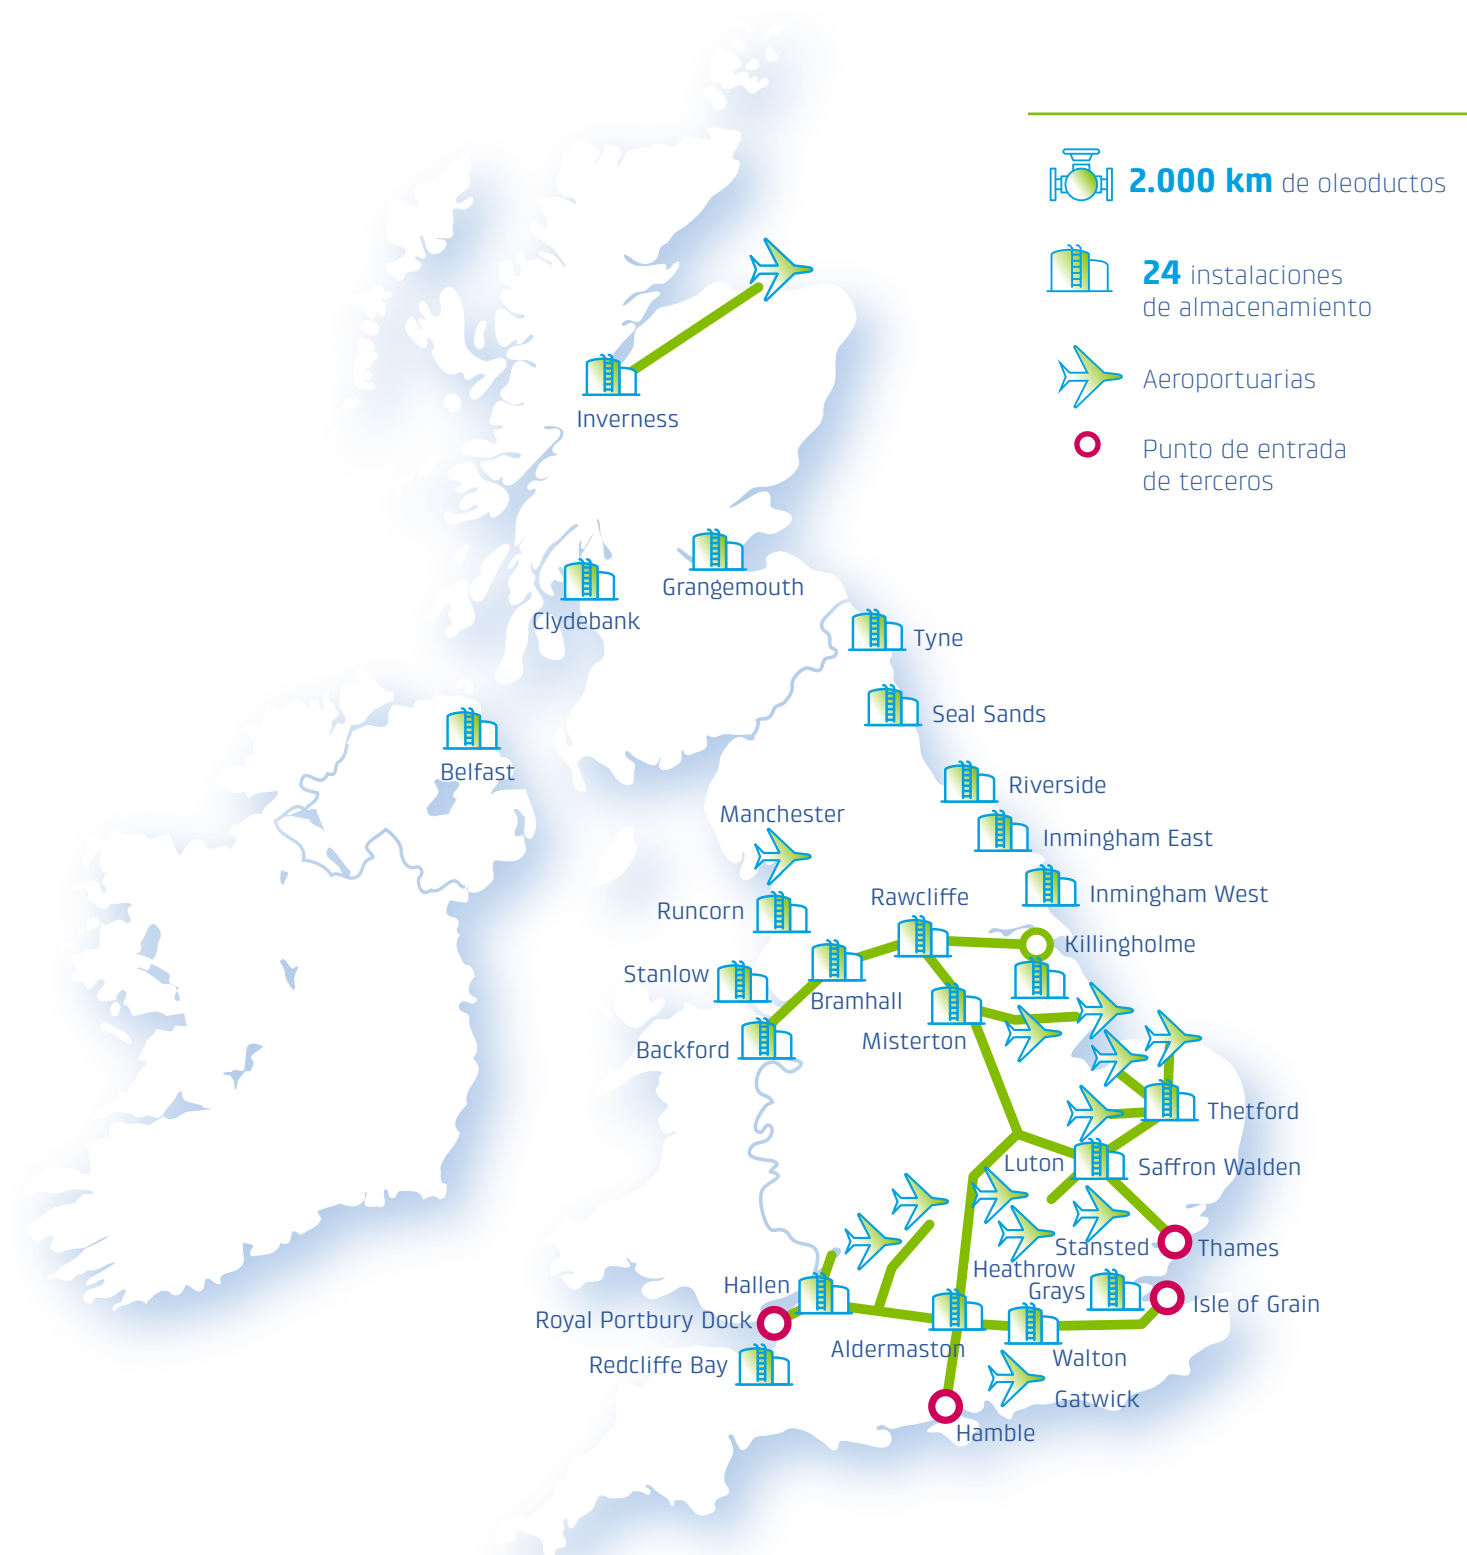 2.000 km de oleoductos
24 instalaciones
de almacenamiento
Aeroportuarias
Punto de entrada
de terceros
Inverness
Grangemouth
Clydebank
Tyne
Seal Sands
Belfast
Riverside
Manchester
Inmingham East
Rawcliffe
Inmingham West
Runcorn
Killingholme
Stanlow
Bramhall
Misterton
Backford
Thetford
Luton
Saffron Walden
Stansted
Thames
Heathrow
Hallen
Grays
Isle of Grain
Royal Portbury Dock
Aldermaston
Walton
Redcliffe Bay
Gatwick
Hamble